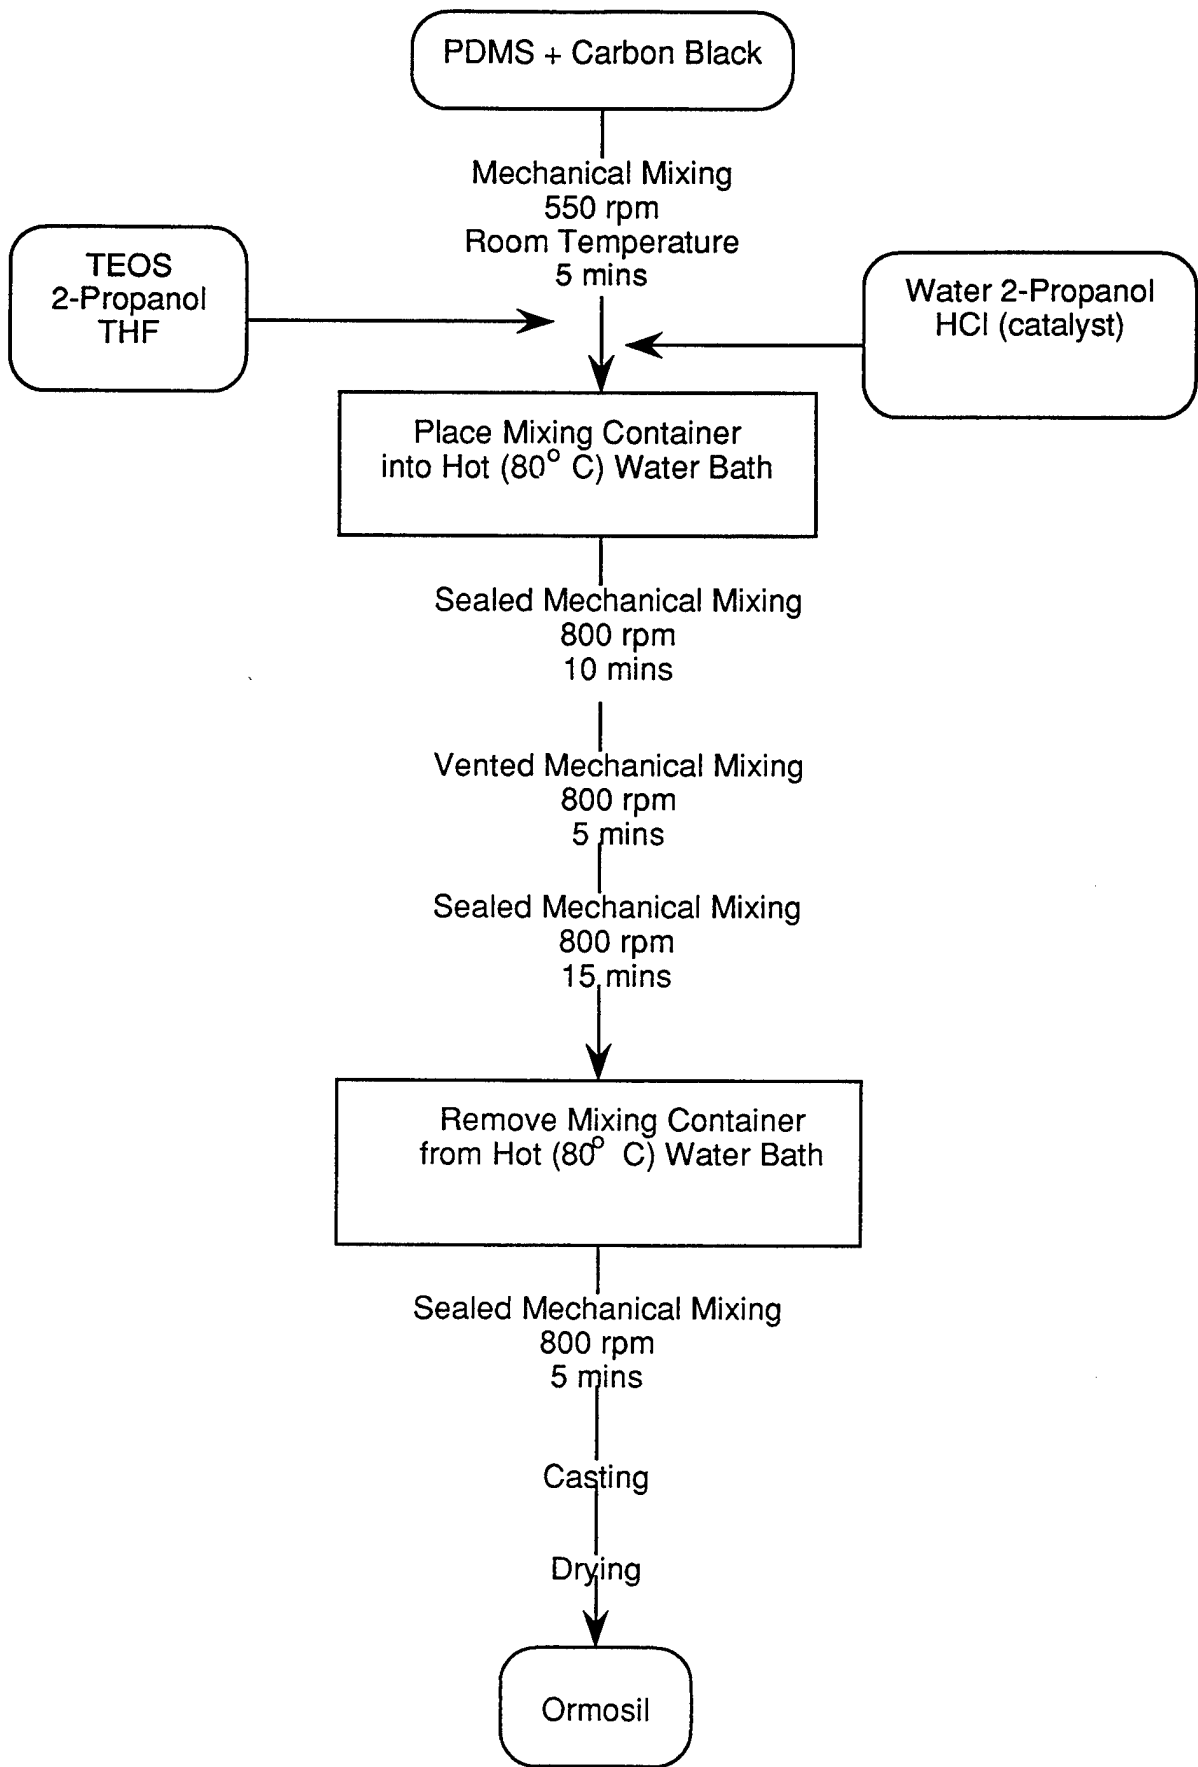 PDMS + Carbon Black
Mechanical Mixing
550 rpm
Room Temperature
5 mins
TEOS
2-Propanol
THF
Water 2-Propanol
HCl (catalyst)
Place Mixing Container
into Hot (80° C) Water Bath
Sealed Mechanical Mixing
800 rpm
10 mins
Vented Mechanical Mixing
800 rpm
5 mins
Sealed Mechanical Mixing
800 rpm
15 mins
Remove Mixing Container
from Hot (80° C) Water Bath
Sealed Mechanical Mixing
800 rpm
5 mins
Casting
Drying
Ormosil